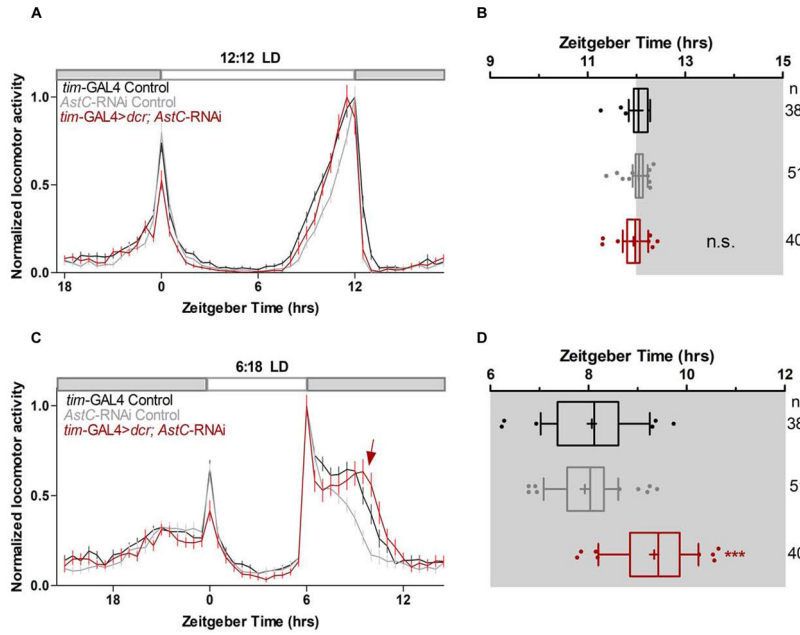 A
12:12 LD
tim-GAL4 Control
AstC-RNAi Control
tim-GAL4>dcr; AstC-RNAi
Normalized locomotor activity
1.0
0.5
0.0
18 0 6 12
Zeitgeber Time (hrs)
B
Zeitgeber Time (hrs)
9 11 13 15
n
38
51
40
n.s.
C
6:18 LD
tim-GAL4 Control
AstC-RNAi Control
tim-GAL4>dcr; AstC-RNAi
Normalized locomotor activity
1.0
0.5
0.0
18 0 6 12
Zeitgeber Time (hrs)
D
Zeitgeber Time (hrs)
6 8 10 12
n
38
51
40
***